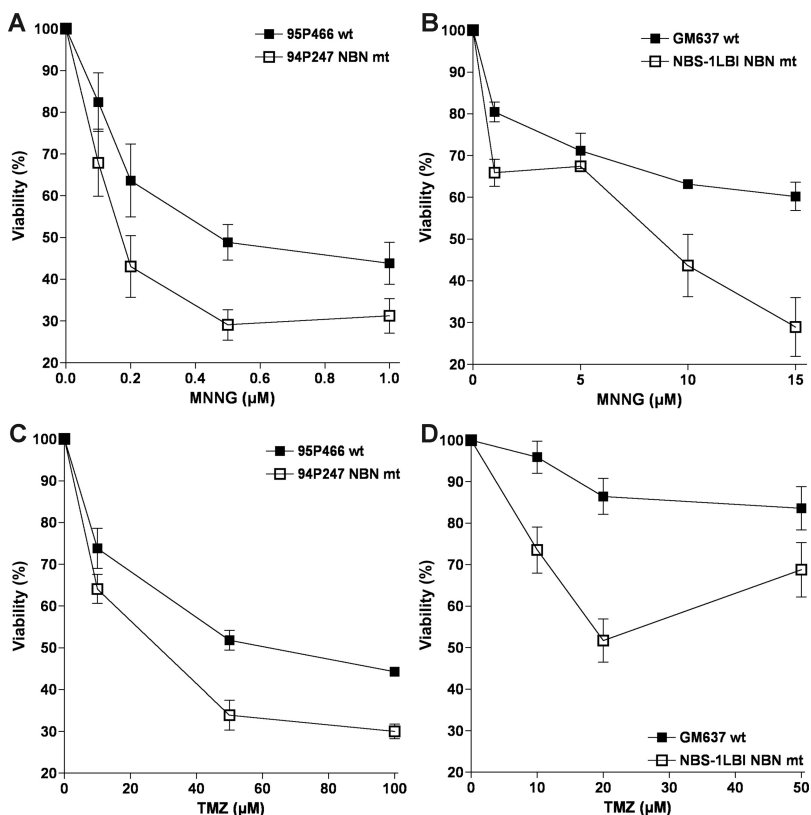 A
95P466 wt
94P247 NBN mt
Viability (%)
100
90
80
70
60
50
40
30
20
0.0 0.2 0.4 0.6 0.8 1.0
MNNG (µM)
B
GM637 wt
NBS-1LBI NBN mt
Viability (%)
100
90
80
70
60
50
40
30
20
0 5 10 15
MNNG (µM)
C
95P466 wt
94P247 NBN mt
Viability (%)
100
90
80
70
60
50
40
30
20
0 20 40 60 80 100
TMZ (µM)
D
Viability (%)
100
90
80
70
60
50
40
30
20
GM637 wt
NBS-1LBI NBN mt
0 10 20 30 40 50
TMZ (µM)